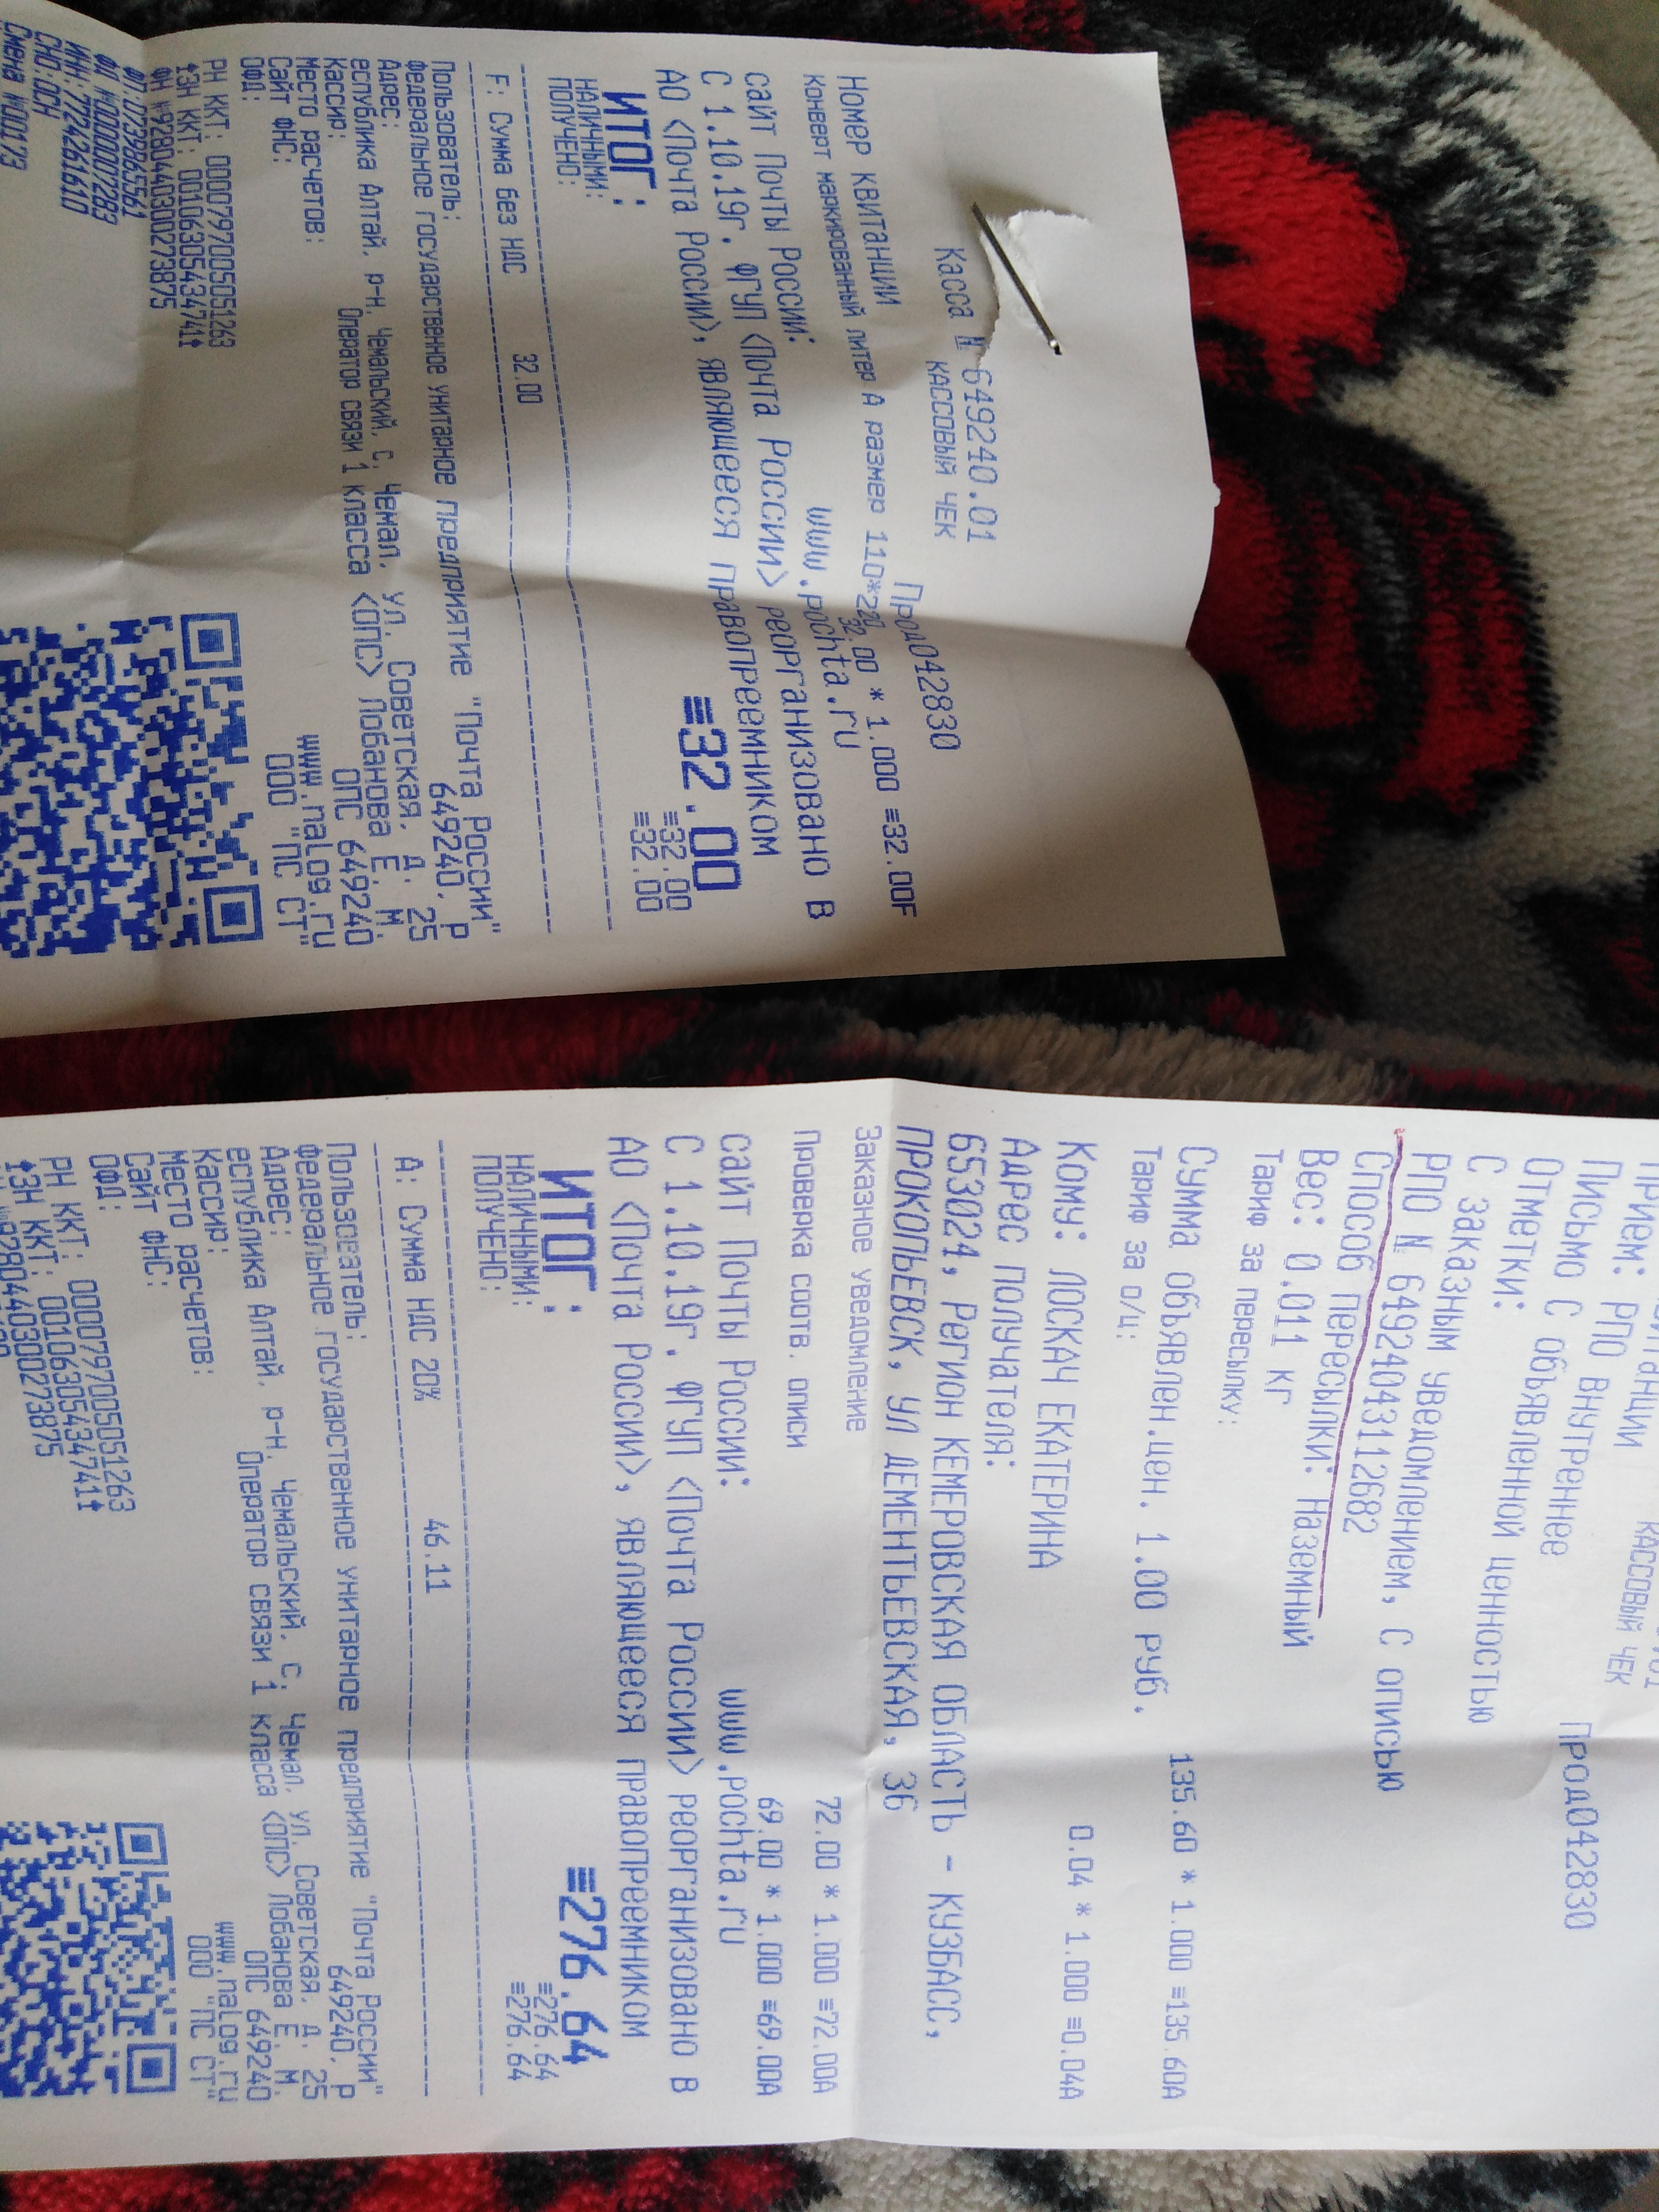 Касса № 649240.01
КАССОВЫЙ ЧЕК
Прод042830
Номер квитанции
Конверт маркированный литер А размер 110*220
32.00 * 1.000 ≡32.00F
сайт Почты России: www.pochta.ru
С 1.10.19г. ФГУП <Почта России> реорганизовано в
АО <Почта России>, являющееся правопреемником
ИТОГ: ≡32.00
НАЛИЧНЫМИ: ≡32.00
ПОЛУЧЕНО: ≡32.00
F: Сумма без НДС 32.00
Пользователь:
Федеральное государственное унитарное предприятие "Почта России"
Адрес: 649240, Р
еспублика Алтай, р-н. Чемальский, с. Чемал, ул. Советская, д. 25
Кассир: Оператор связи 1 класса <ОПС> Лобанова Е. М.
Место расчетов: ОПС 649240
Сайт ФНС: www.nalog.ru
ОФД: ООО "ПС СТ"
РН ККТ: 0000797005051263
ЗН ККТ: 00106305434741
ФН №9280440300273875
ФД №0000007283
ИНН:7724261610
СНО:ОСН
Смена №00173
КАССОВЫЙ ЧЕК
Прод042830
Прием: РПО внутреннее
Письмо С объявленной ценностью
Отметки:
С заказным уведомлением, С описью
РПО № 64924043112682
Способ пересылки: Наземный
Вес: 0,011 кг
Тариф за пересылку:
135.60 * 1.000 ≡135.60А
Сумма объявлен.цен. 1.00 руб.
Тариф за о/ц:
0.04 * 1.000 ≡0.04А
Кому: ЛОСКАЧ ЕКАТЕРИНА
Адрес получателя:
653024, Регион КЕМЕРОВСКАЯ ОБЛАСТЬ - КУЗБАСС,
ПРОКОПЬЕВСК, УЛ ДЕМЕНТЬЕВСКАЯ, 36
Заказное уведомление
72.00 * 1.000 ≡72.00А
Проверка соотв. описи
69.00 * 1.000 ≡69.00А
сайт Почты России: www.pochta.ru
С 1.10.19г. ФГУП <Почта России> реорганизовано в
АО <Почта России>, являющееся правопреемником
ИТОГ: ≡276.64
НАЛИЧНЫМИ: ≡276.64
ПОЛУЧЕНО: ≡276.64
А: Сумма НДС 20% 46.11
Пользователь:
Федеральное государственное унитарное предприятие "Почта России"
Адрес: 649240, Р
еспублика Алтай, р-н. Чемальский, с. Чемал, ул. Советская, д. 25
Кассир: Оператор связи 1 класса <ОПС> Лобанова Е. М.
Место расчетов: ОПС 649240
Сайт ФНС: www.nalog.ru
ОФД: ООО "ПС СТ"
РН ККТ: 0000797005051263
ЗН ККТ: 00106305434741
№9280440300273875